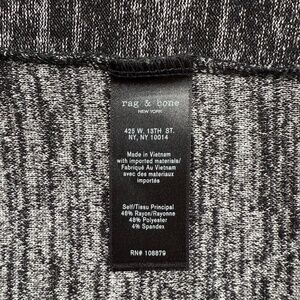 rag & bone
NEW YORK
425 W. 13TH ST.
NY, NY 10014
Made in Vietnam
with imported materials/
Fabriqué Au Vietnam
avec des materiaux
importés
Self/Tissu Principal
48% Rayon/Rayonne
48% Polyester
4% Spandex
RN# 108879